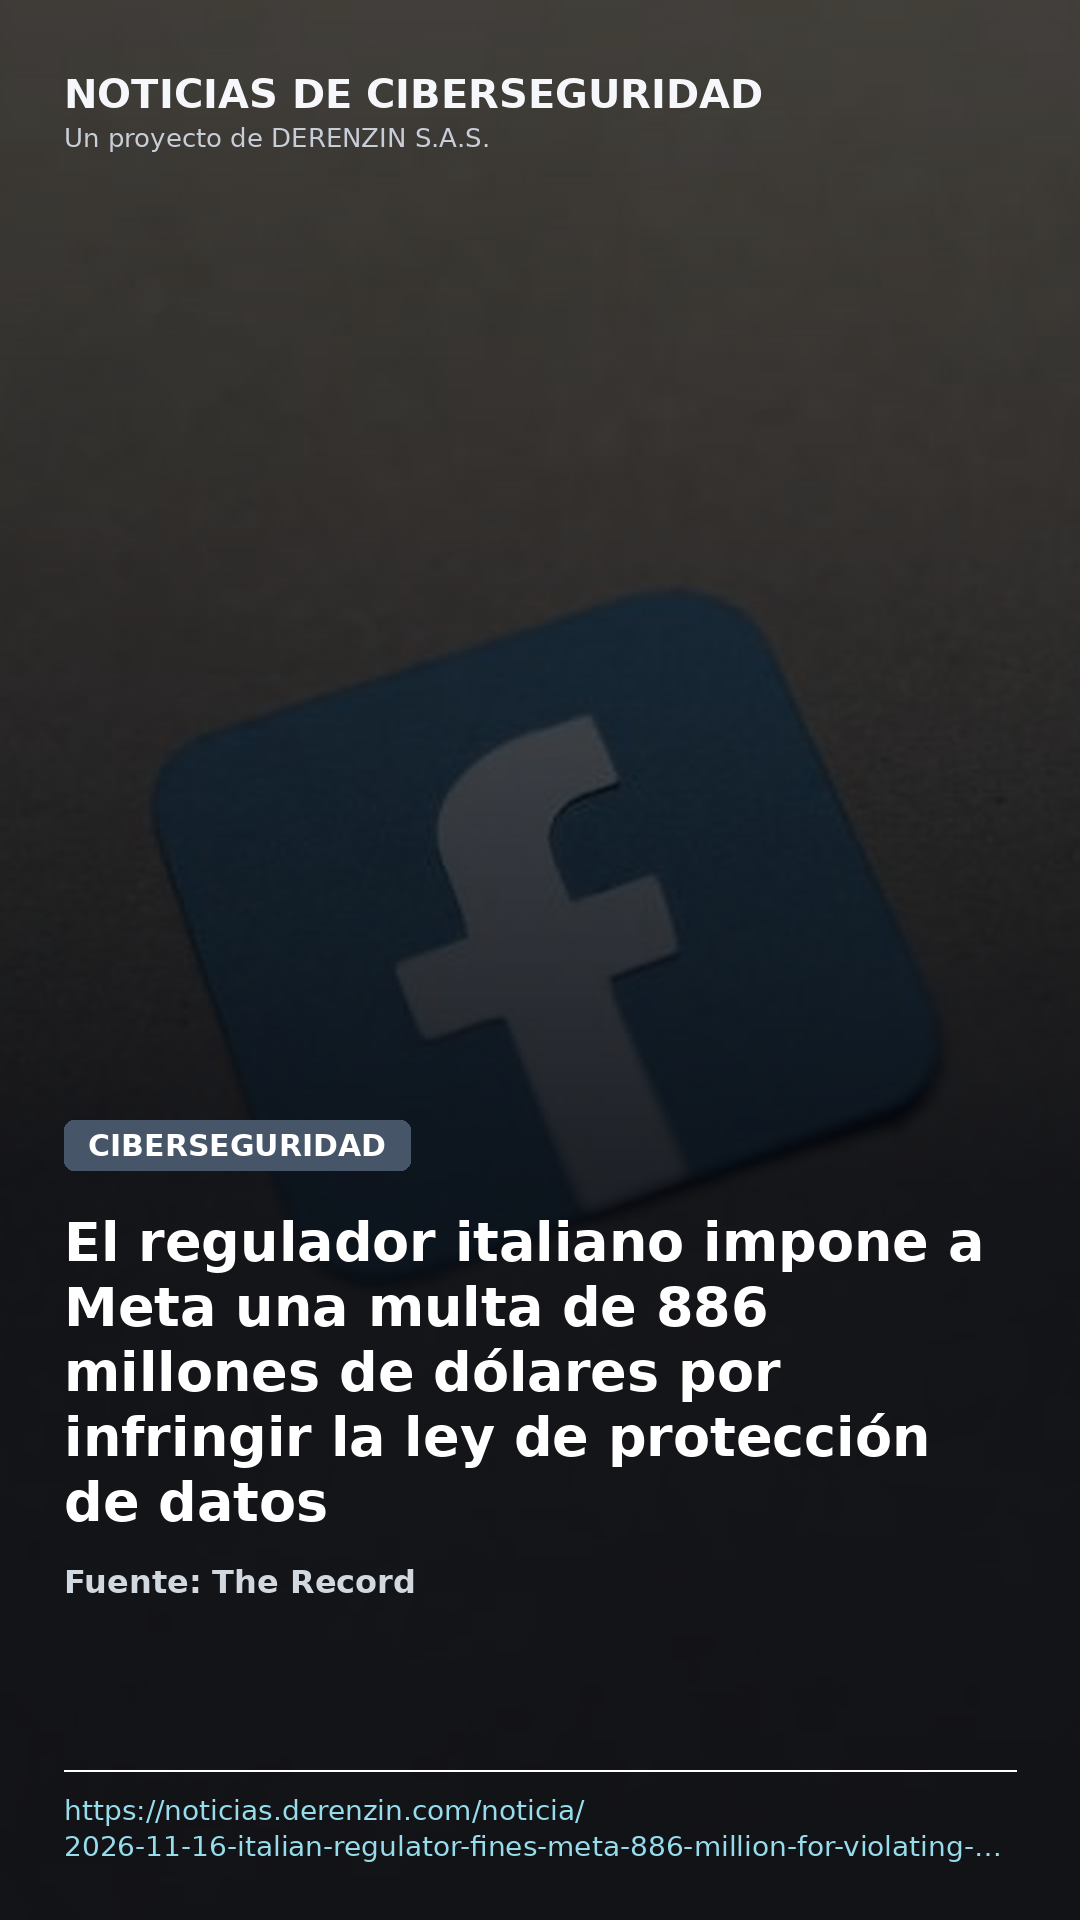 NOTICIAS DE CIBERSEGURIDAD
Un proyecto de DERENZIN S.A.S.
f
CIBERSEGURIDAD
El regulador italiano impone a
Meta una multa de 886
millones de dólares por
infringir la ley de protección
de datos
Fuente: The Record
https://noticias.derenzin.com/noticia/
2026-11-16-italian-regulator-fines-meta-886-million-for-violating-…